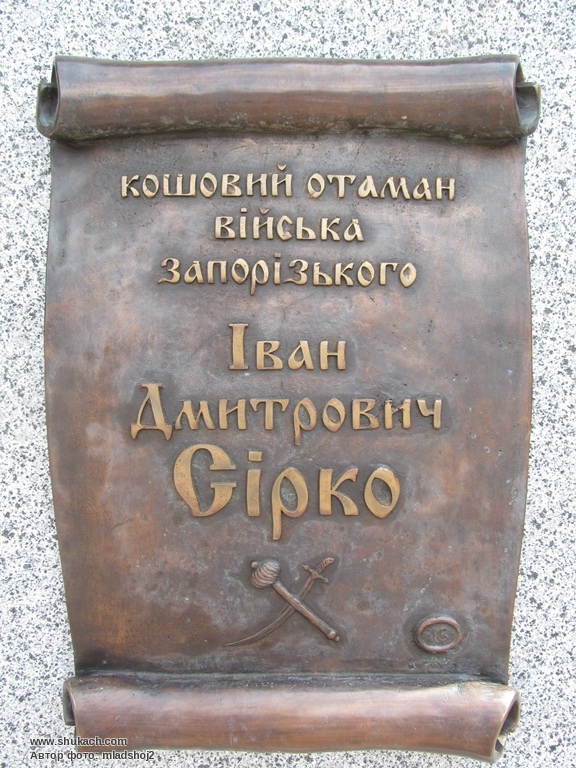 кошовий отаман
війська
запорізького
Іван
Дмитрович
Сірко
www.shukach.com
Автор фото: mladshoj2